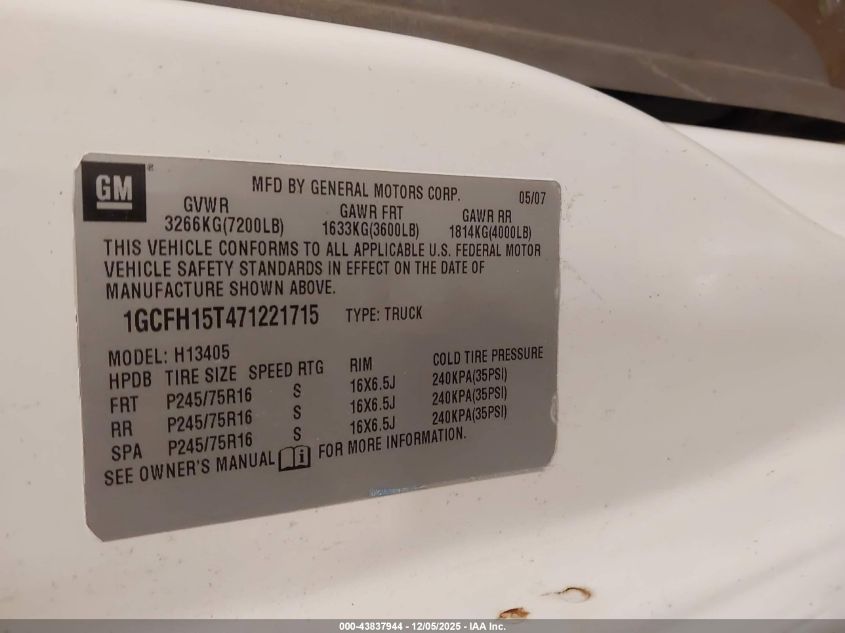 GM®
MFD BY GENERAL MOTORS CORP. 05/07
GVWR GAWR FRT GAWR RR
3266KG(7200LB) 1633KG(3600LB) 1814KG(4000LB)
THIS VEHICLE CONFORMS TO ALL APPLICABLE U.S. FEDERAL MOTOR
VEHICLE SAFETY STANDARDS IN EFFECT ON THE DATE OF
MANUFACTURE SHOWN ABOVE.
1GCFH15T471221715 TYPE: TRUCK
MODEL: H13405
HPDB TIRE SIZE SPEED RTG RIM COLD TIRE PRESSURE
FRT P245/75R16 S 16X6.5J 240KPA(35PSI)
RR P245/75R16 S 16X6.5J 240KPA(35PSI)
SPA P245/75R16 S 16X6.5J 240KPA(35PSI)
SEE OWNER'S MANUAL i FOR MORE INFORMATION.
000-43837944 - 12/05/2025 - IAA Inc.